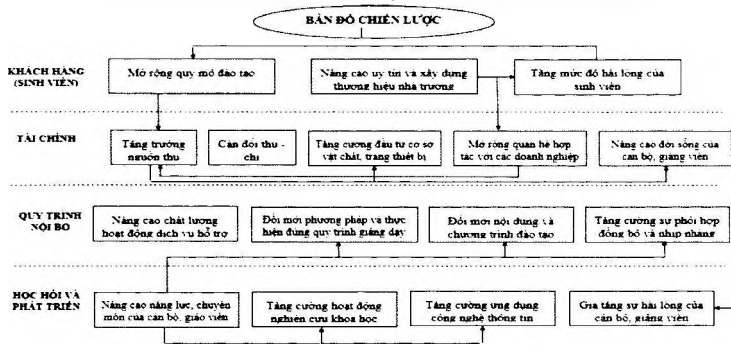 BẢN ĐỒ CHIẾN LƯỢC
KHÁCH HÀNG
(SINH VIÊN)
Mở rộng quy mô đào tạo
Nâng cao uy tín và xây dựng
thương hiệu nhà trường
Tăng mức độ hài lòng của
sinh viên
TÀI CHÍNH
Tăng trưởng
nguồn thu
Cân đối thu -
chi
Tăng cường đầu tư cơ sở
vật chất, trang thiết bị
Mở rộng quan hệ hợp
tác với các doanh nghiệp
Nâng cao đời sống của
cán bộ, giảng viên
QUY TRÌNH
NỘI BỘ
Nâng cao chất lượng
hoạt động dịch vụ hỗ trợ
Đổi mới phương pháp và thực
hiện đúng quy trình giảng dạy
Đổi mới nội dung và
chương trình đào tạo
Tăng cường sự phối hợp
đồng bộ và nhịp nhàng
HỌC HỎI VÀ
PHÁT TRIỂN
Nâng cao năng lực, chuyên
môn của cán bộ, giáo viên
Tăng cường hoạt động
nghiên cứu khoa học
Tăng cường ứng dụng
công nghệ thông tin
Gia tăng sự hài lòng của
cán bộ, giảng viên